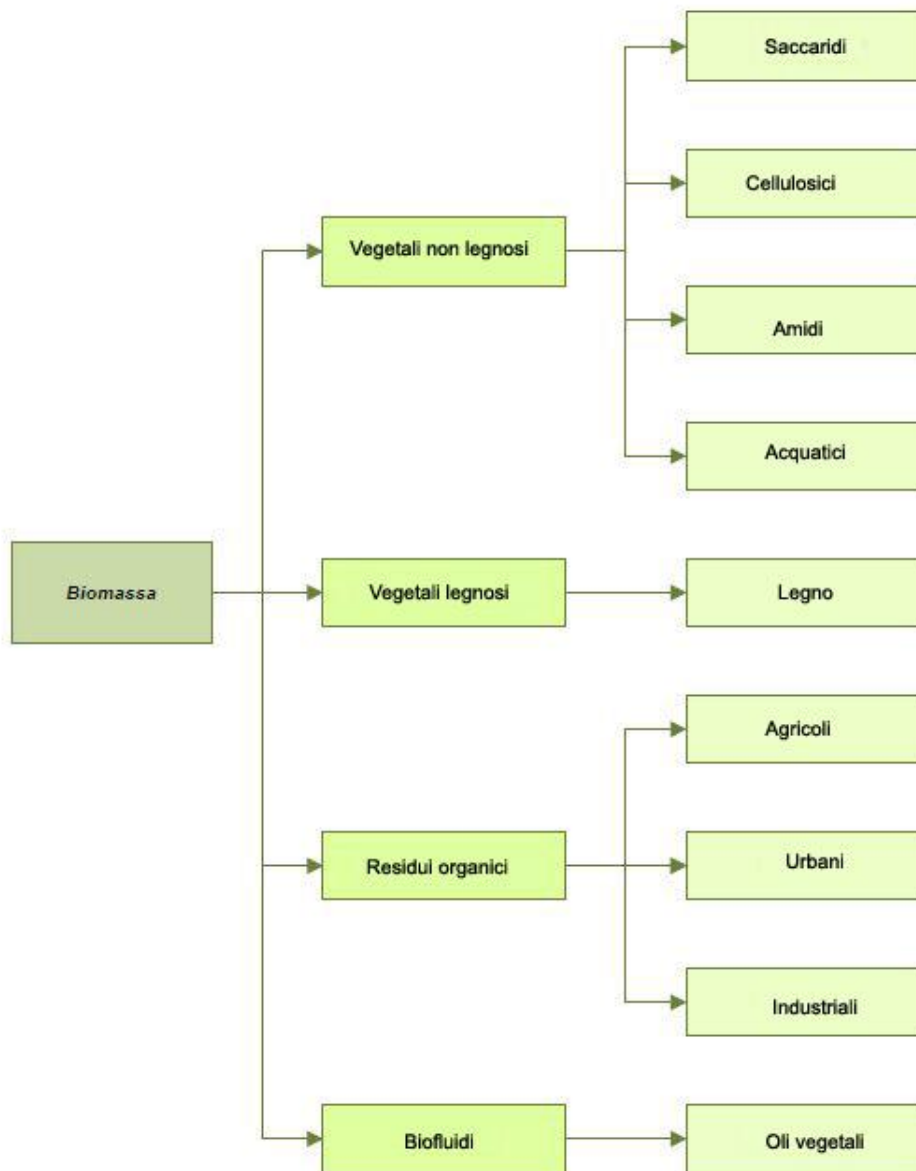 Biomassa
Vegetali non legnosi
Saccaridi
Cellulosici
Amidi
Acquatici
Vegetali legnosi
Legno
Residui organici
Agricoli
Urbani
Industriali
Biofluidi
Oli vegetali